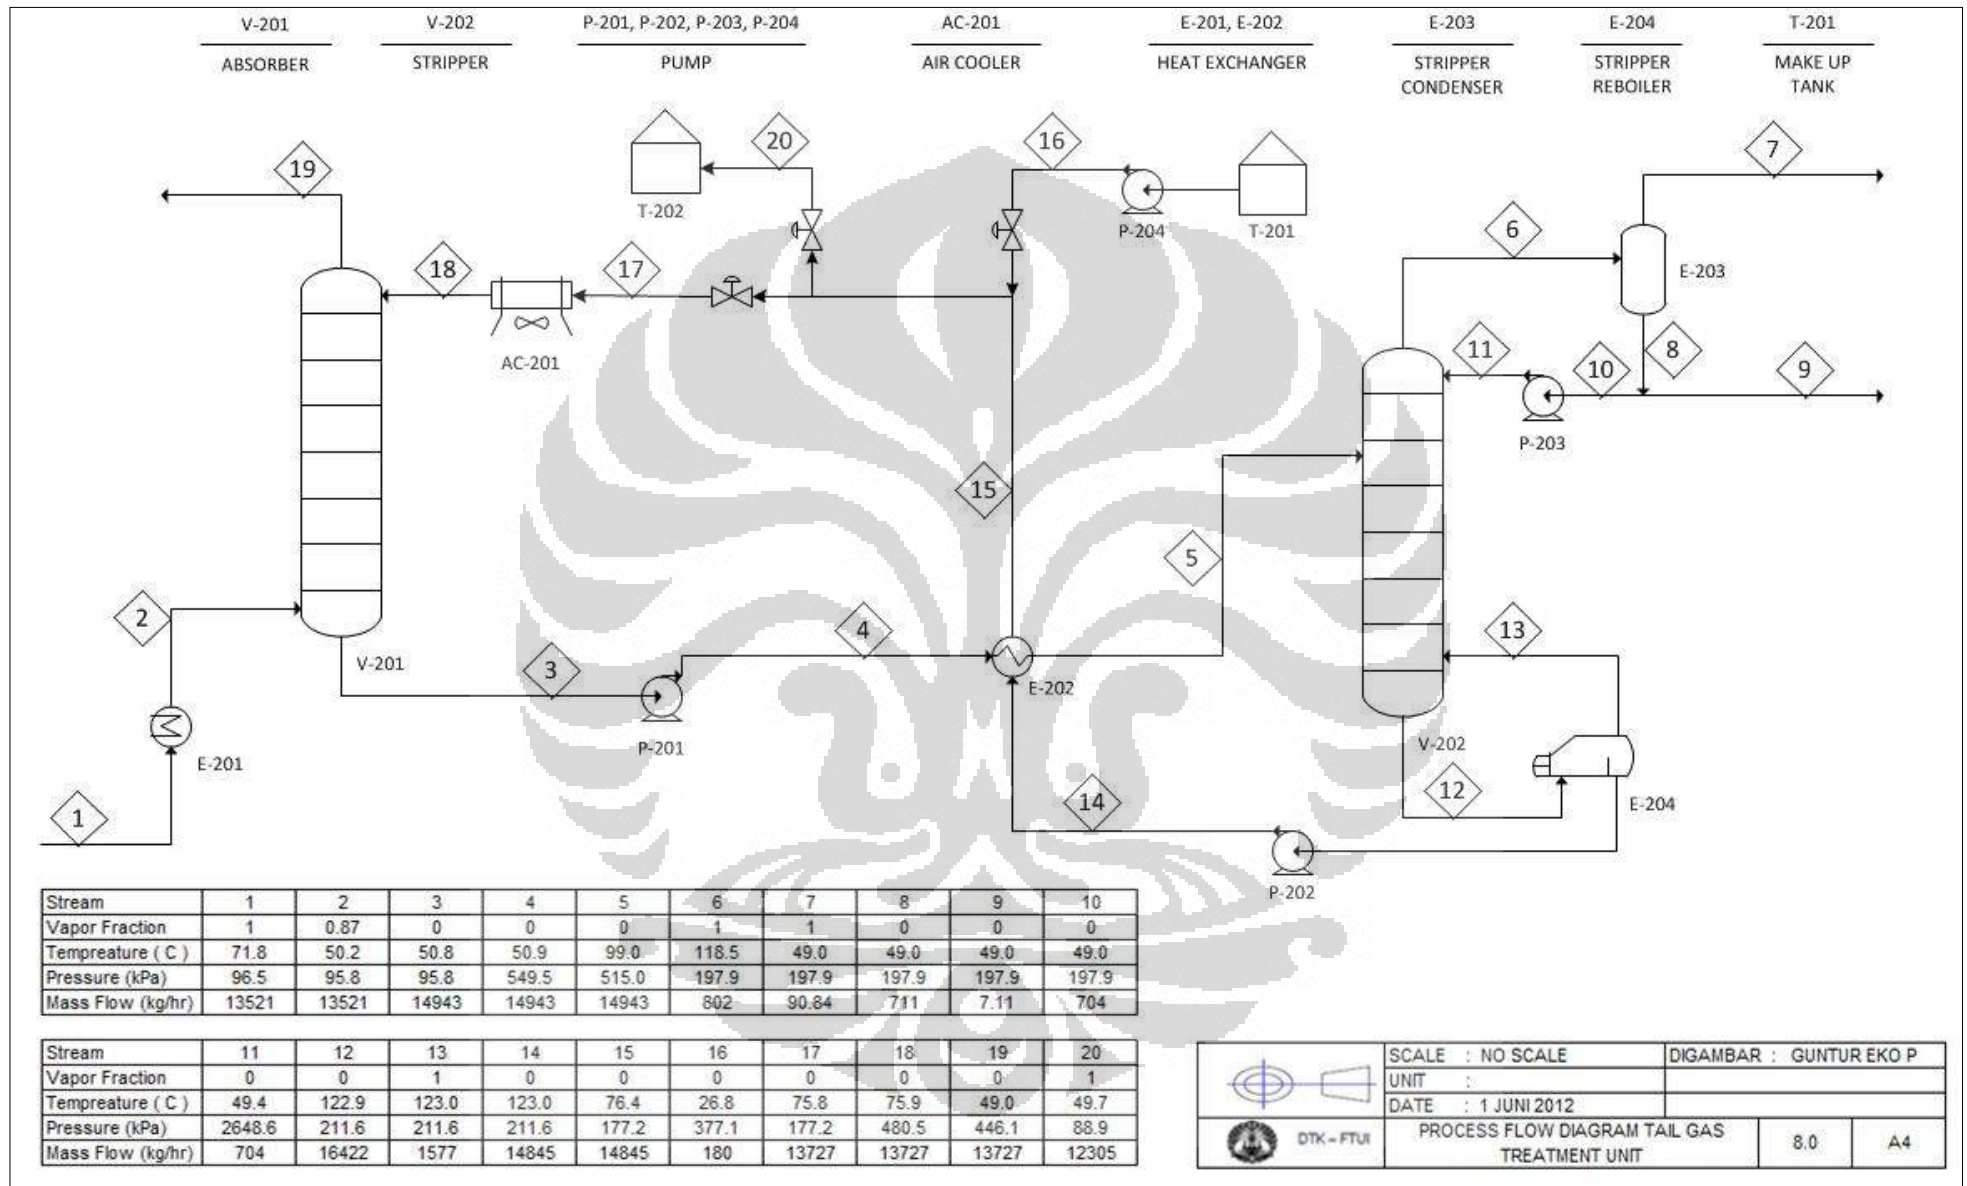 V-201 V-202 P-201, P-202, P-203, P-204 AC-201 E-201, E-202 E-203 E-204 T-201
ABSORBER STRIPPER PUMP AIR COOLER HEAT EXCHANGER STRIPPER STRIPPER MAKE UP
CONDENSER REBOILER TANK
19
20
16
7
T-202
P-204
T-201
6
18
17
E-203
AC-201
11
10
8
9
P-203
15
5
2
4
13
V-201
3
E-202
P-201
E-201
V-202
1
14
12
E-204
P-202
Stream 1 2 3 4 5 6 7 8 9 10
Vapor Fraction 1 0.87 0 0 0 1 1 0 0 0
Tempreature ( C ) 71.8 50.2 50.8 50.9 99.0 118.5 49.0 49.0 49.0 49.0
Pressure (kPa) 96.5 95.8 95.8 549.5 515.0 197.9 197.9 197.9 197.9 197.9
Mass Flow (kg/hr) 13521 13521 14943 14943 14943 802 90.84 711 7.11 704
Stream 11 12 13 14 15 16 17 18 19 20
Vapor Fraction 0 0 1 0 0 0 0 0 0 1
Tempreature ( C ) 49.4 122.9 123.0 123.0 76.4 26.8 75.8 75.9 49.0 49.7
Pressure (kPa) 2648.6 211.6 211.6 211.6 177.2 377.1 177.2 480.5 446.1 88.9
Mass Flow (kg/hr) 704 16422 1577 14845 14845 180 13727 13727 13727 12305
SCALE : NO SCALE DIGAMBAR : GUNTUR EKO P
UNIT :
DATE : 1 JUNI 2012
DTK – FTUI PROCESS FLOW DIAGRAM TAIL GAS 8.0 A4
TREATMENT UNIT